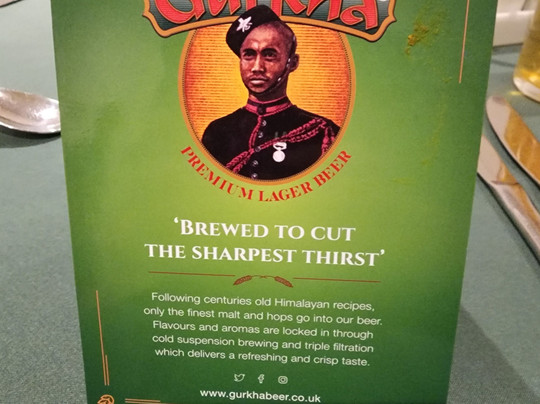 Gurkha
PREMIUM LAGER BEER
‘BREWED TO CUT
THE SHARPEST THIRST’
Following centuries old Himalayan recipes,
only the finest malt and hops go into our beer.
Flavours and aromas are locked in through
cold suspension brewing and triple filtration
which delivers a refreshing and crisp taste.
www.gurkhabeer.co.uk